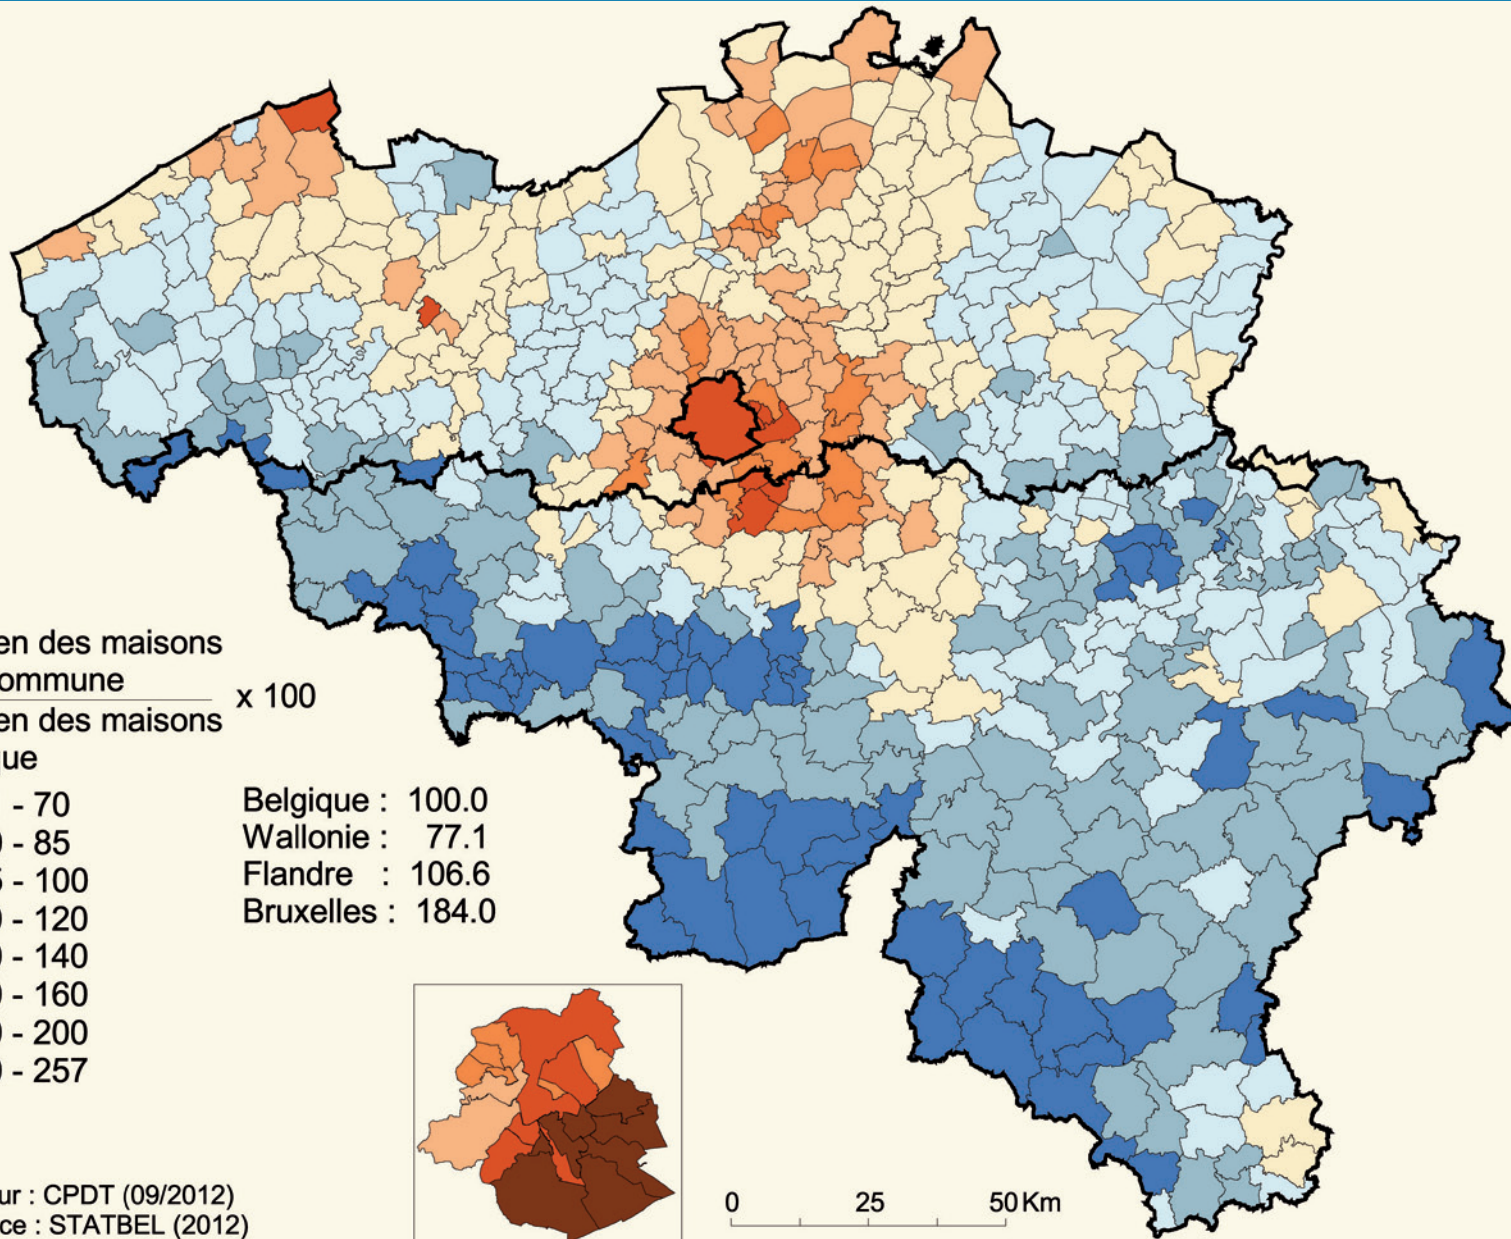 en des maisons
ommune
x 100
en des maisons
que
- 70
- 85
- 100
- 120
- 140
- 160
- 200
- 257
Belgique : 100.0
Wallonie : 77.1
Flandre : 106.6
Bruxelles : 184.0
ur : CPDT (09/2012)
ce : STATBEL (2012)
0 25 50 Km